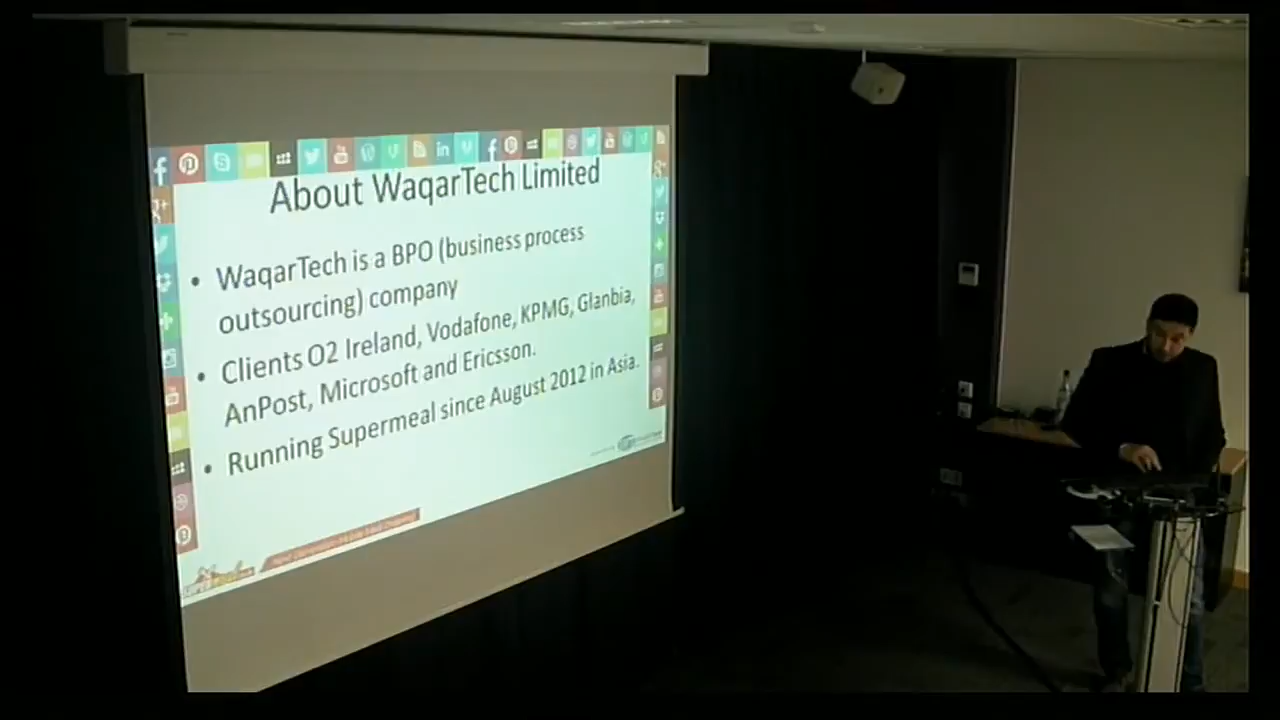 About WaqarTech Limited
• WaqarTech is a BPO (business process
outsourcing) company
• Clients O2 Ireland, Vodafone, KPMG, Glanbia,
AnPost, Microsoft and Ericsson.
• Running Supermeal since August 2012 in Asia.